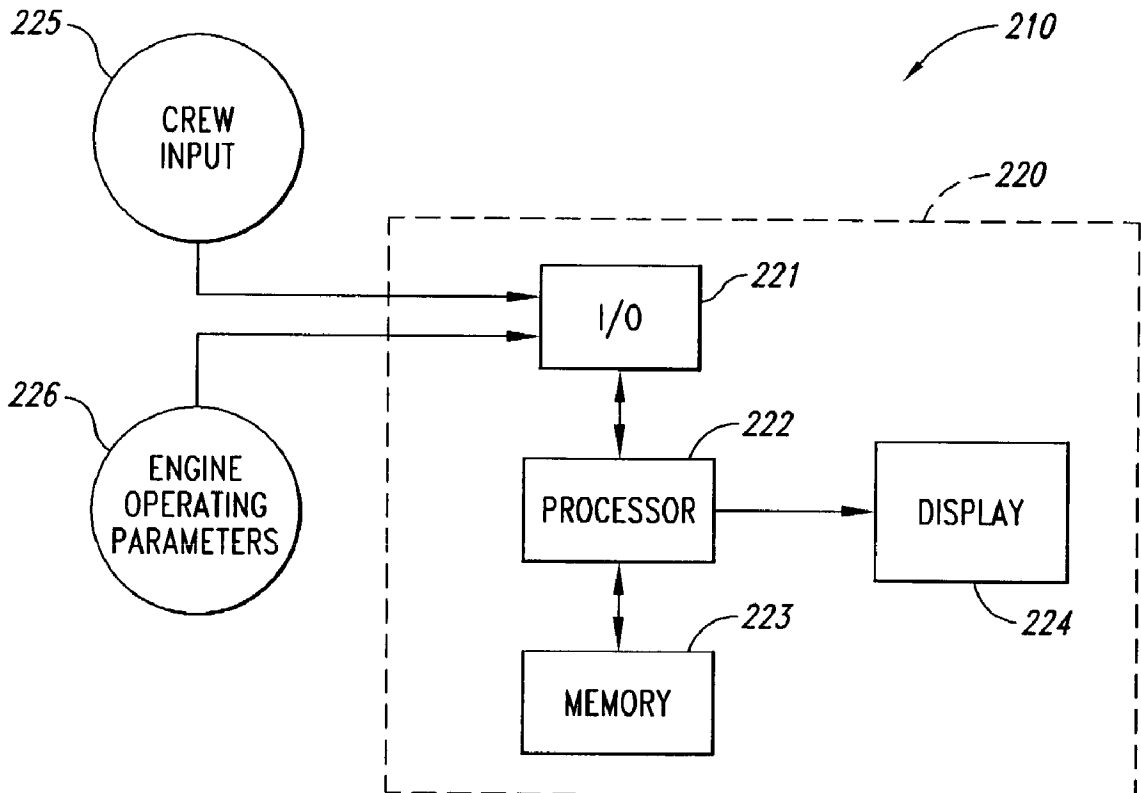 225
210
CREW
INPUT
220
221
I/O
226
222
ENGINE
OPERATING
PARAMETERS
PROCESSOR
DISPLAY
223
224
MEMORY